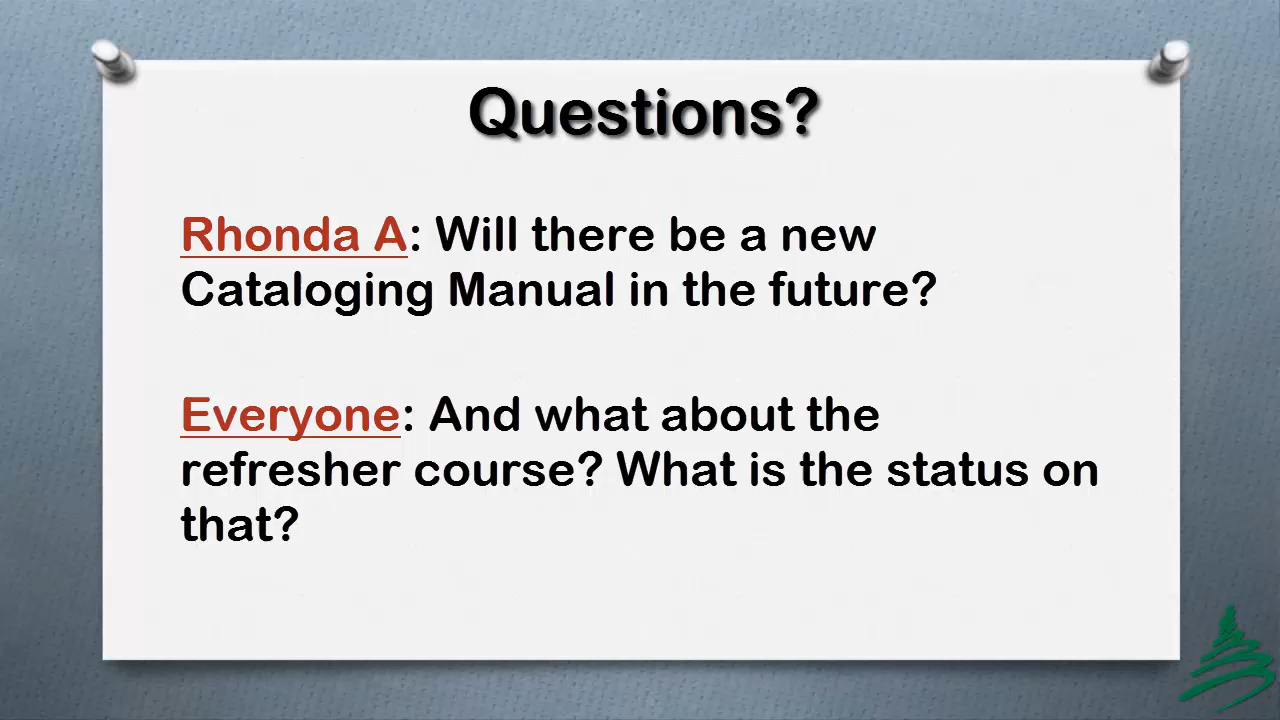 Questions?
Rhonda A: Will there be a new
Cataloging Manual in the future?
Everyone: And what about the
refresher course? What is the status on
that?